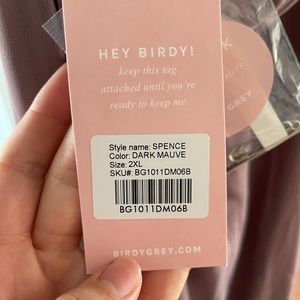 HEY BIRDY!
keep this tag
attached until you're
ready to keep me.
Style name: SPENCE
Color: DARK MAUVE
Size: 2XL
SKU#: BG1011DM06B
BG1011DM06B
BIRDYGREY.COM
K
GREY